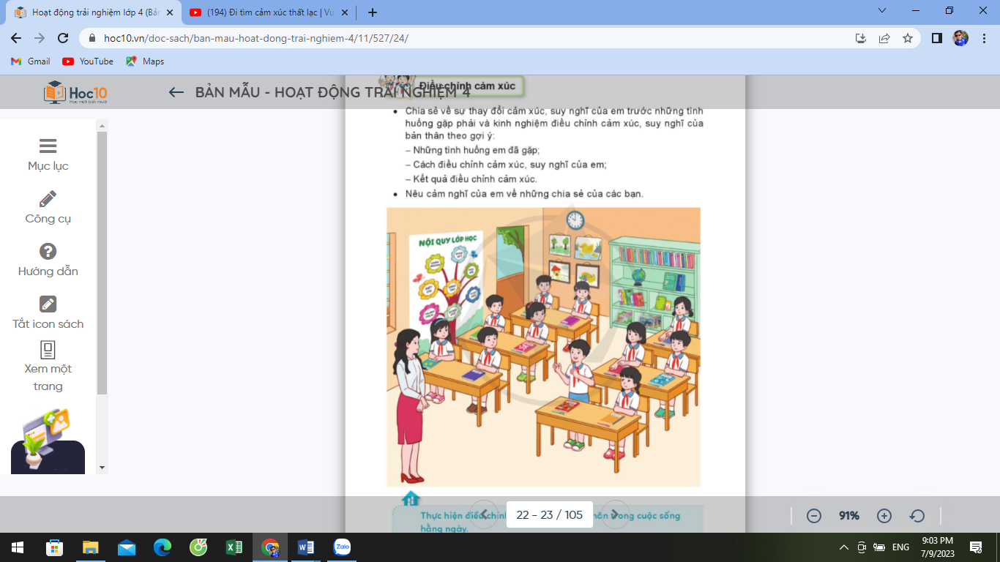 Hoạt động trải nghiệm lớp 4 (Bản
(194) Đi tìm cảm xúc thất lạc | Vu
hoc10.vn/doc-sach/ban-mau-hoat-dong-trai-nghiem-4/11/527/24/
Gmail
YouTube
Maps
Hoc10
Học một biết mười
BẢN MẪU - HOẠT ĐỘNG TRẢI NGHIỆM 4
Điều chỉnh cảm xúc
Mục lục
Công cụ
Hướng dẫn
Tắt icon sách
Xem một
trang
• Chia sẻ về sự thay đổi cảm xúc, suy nghĩ của em trước những tình
huống gặp phải và kinh nghiệm điều chỉnh cảm xúc, suy nghĩ của
bản thân theo gợi ý:
– Những tình huống em đã gặp;
– Cách điều chỉnh cảm xúc, suy nghĩ của em;
– Kết quả điều chỉnh cảm xúc.
• Nêu cảm nghĩ của em về những chia sẻ của các bạn.
NỘI QUY LỚP HỌC
Thực hiện điều chỉnh trong cuộc sống
hằng ngày.
22 – 23 / 105
91%
Zalo
ENG
9:03 PM
7/9/2023